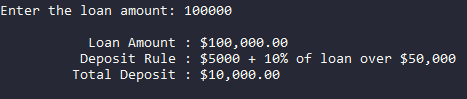 Enter the loan amount: 100000
Loan Amount : $100,000.00
Deposit Rule : $5000 + 10% of loan over $50,000
Total Deposit : $10,000.00